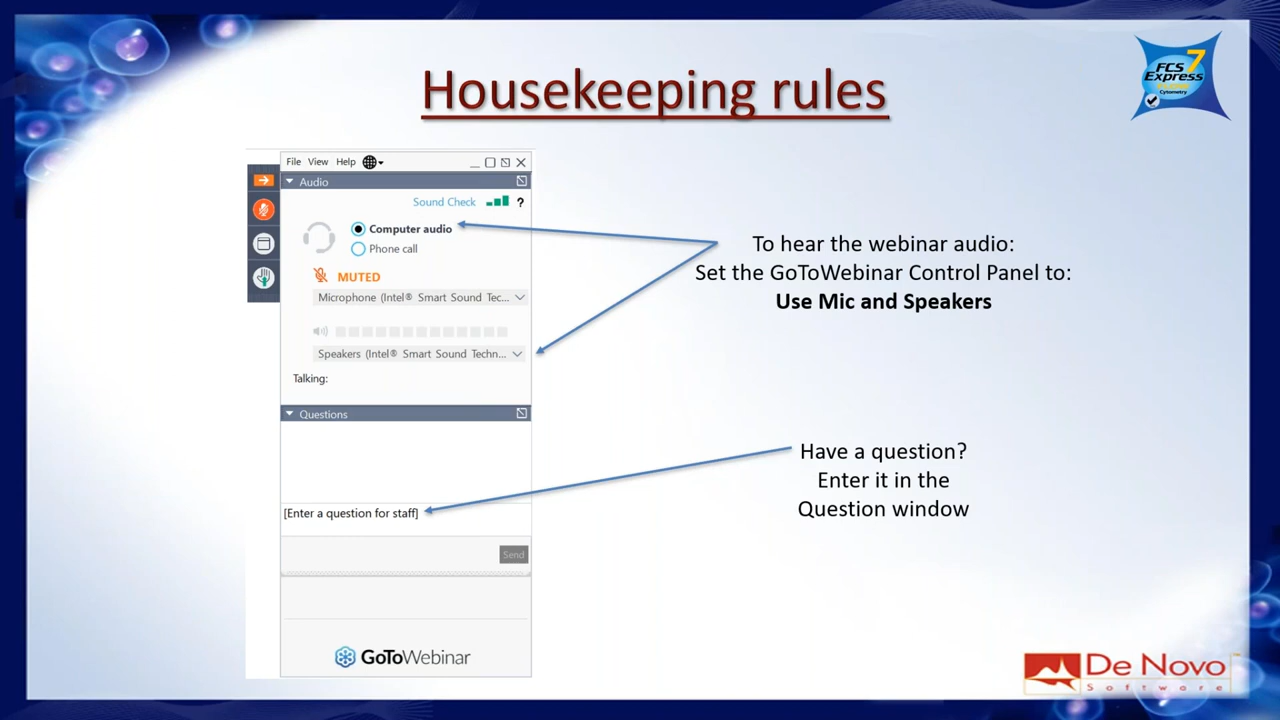 Housekeeping rules
FCS 7
Express
Cytometry
File View Help
Audio
Sound Check ?
Computer audio
Phone call
MUTED
Microphone (Intel® Smart Sound Tec...
Speakers (Intel® Smart Sound Techn...
Talking:
To hear the webinar audio:
Set the GoToWebinar Control Panel to:
Use Mic and Speakers
Questions
[Enter a question for staff]
Send
Have a question?
Enter it in the
Question window
GoToWebinar
De Novo
Software